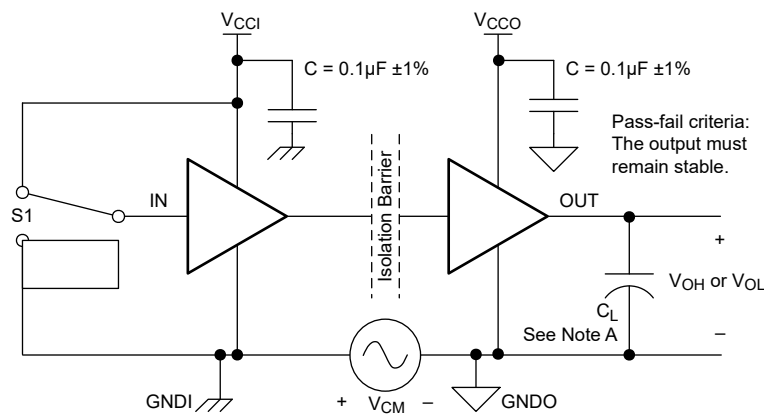 VCCI
VCCO
C = 0.1µF ±1%
C = 0.1µF ±1%
Pass-fail criteria:
The output must
remain stable.
S1
IN
Isolation Barrier
OUT
+
VOH or VOL
CL
See Note A
–
GNDI
+ VCM –
GNDO